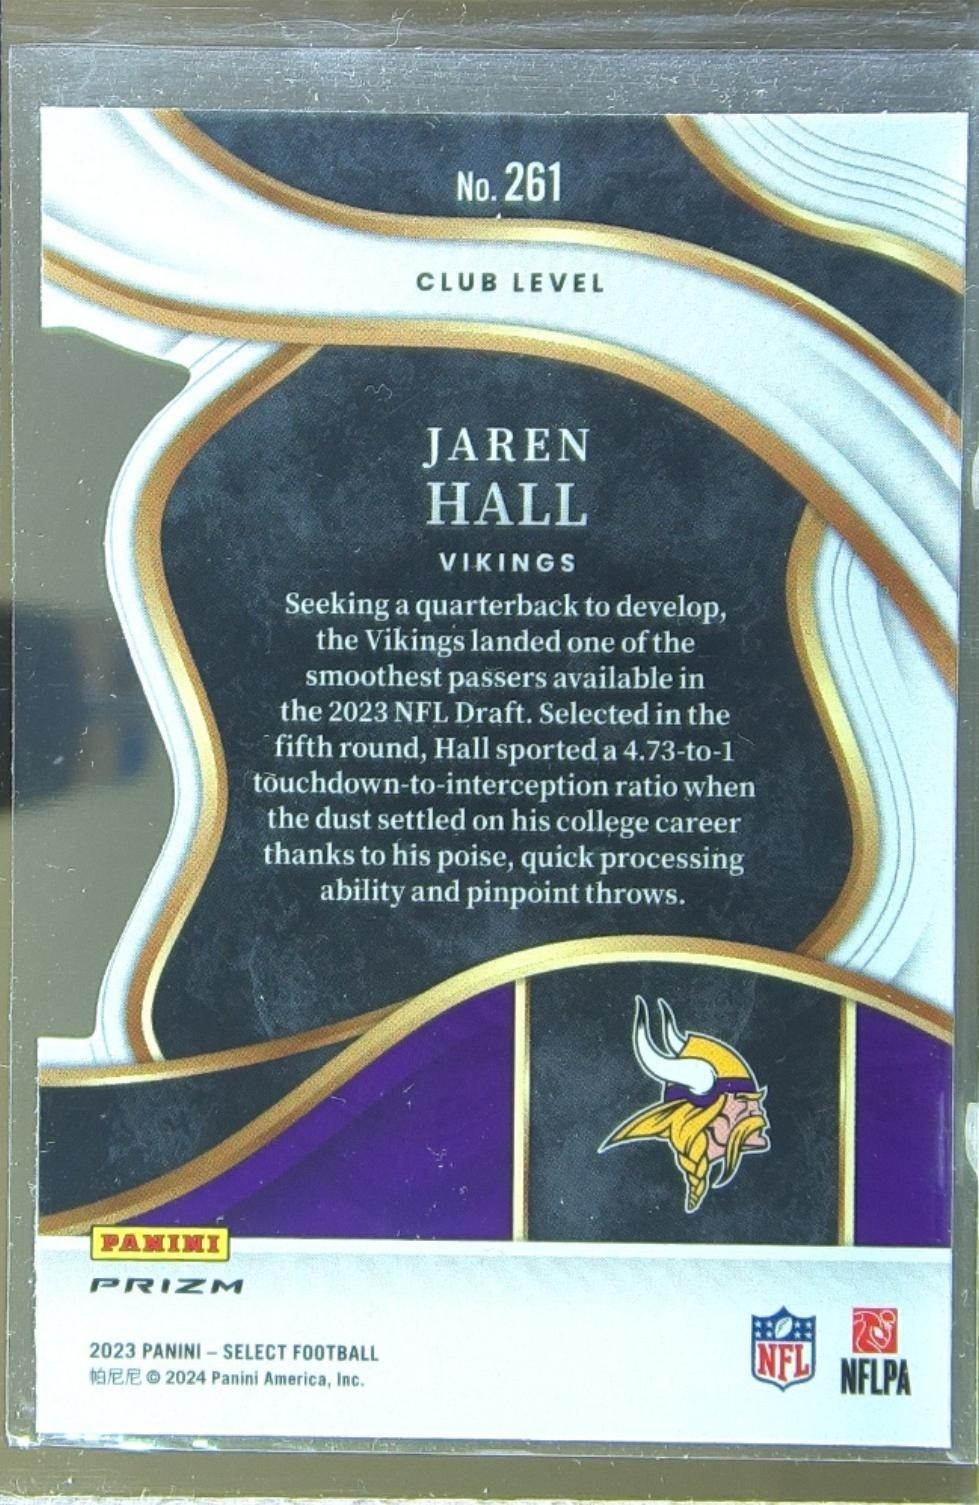 No. 261
CLUB LEVEL
JAREN
HALL
VIKINGS
Seeking a quarterback to develop,
the Vikings landed one of the
smoothest passers available in
the 2023 NFL Draft. Selected in the
fifth round, Hall sported a 4.73-to-1
touchdown-to-interception ratio when
the dust settled on his college career
thanks to his poise, quick processing
ability and pinpoint throws.
PANINI
PRIZM
2023 PANINI – SELECT FOOTBALL
帕尼尼 © 2024 Panini America, Inc.
NFL
NFLPA